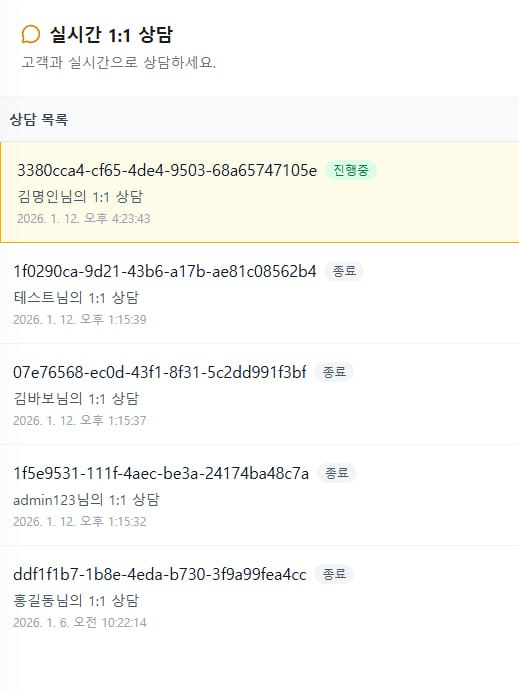 실시간 1:1 상담
고객과 실시간으로 상담하세요.
상담 목록
3380cca4-cf65-4de4-9503-68a65747105e 진행중
김명인님의 1:1 상담
2026. 1. 12. 오후 4:23:43
1f0290ca-9d21-43b6-a17b-ae81c08562b4 종료
테스트님의 1:1 상담
2026. 1. 12. 오후 1:15:39
07e76568-ec0d-43f1-8f31-5c2dd991f3bf 종료
김바보님의 1:1 상담
2026. 1. 12. 오후 1:15:37
1f5e9531-111f-4aec-be3a-24174ba48c7a 종료
admin123님의 1:1 상담
2026. 1. 12. 오후 1:15:32
ddf1f1b7-1b8e-4eda-b730-3f9a99fea4cc 종료
홍길동님의 1:1 상담
2026. 1. 6. 오전 10:22:14